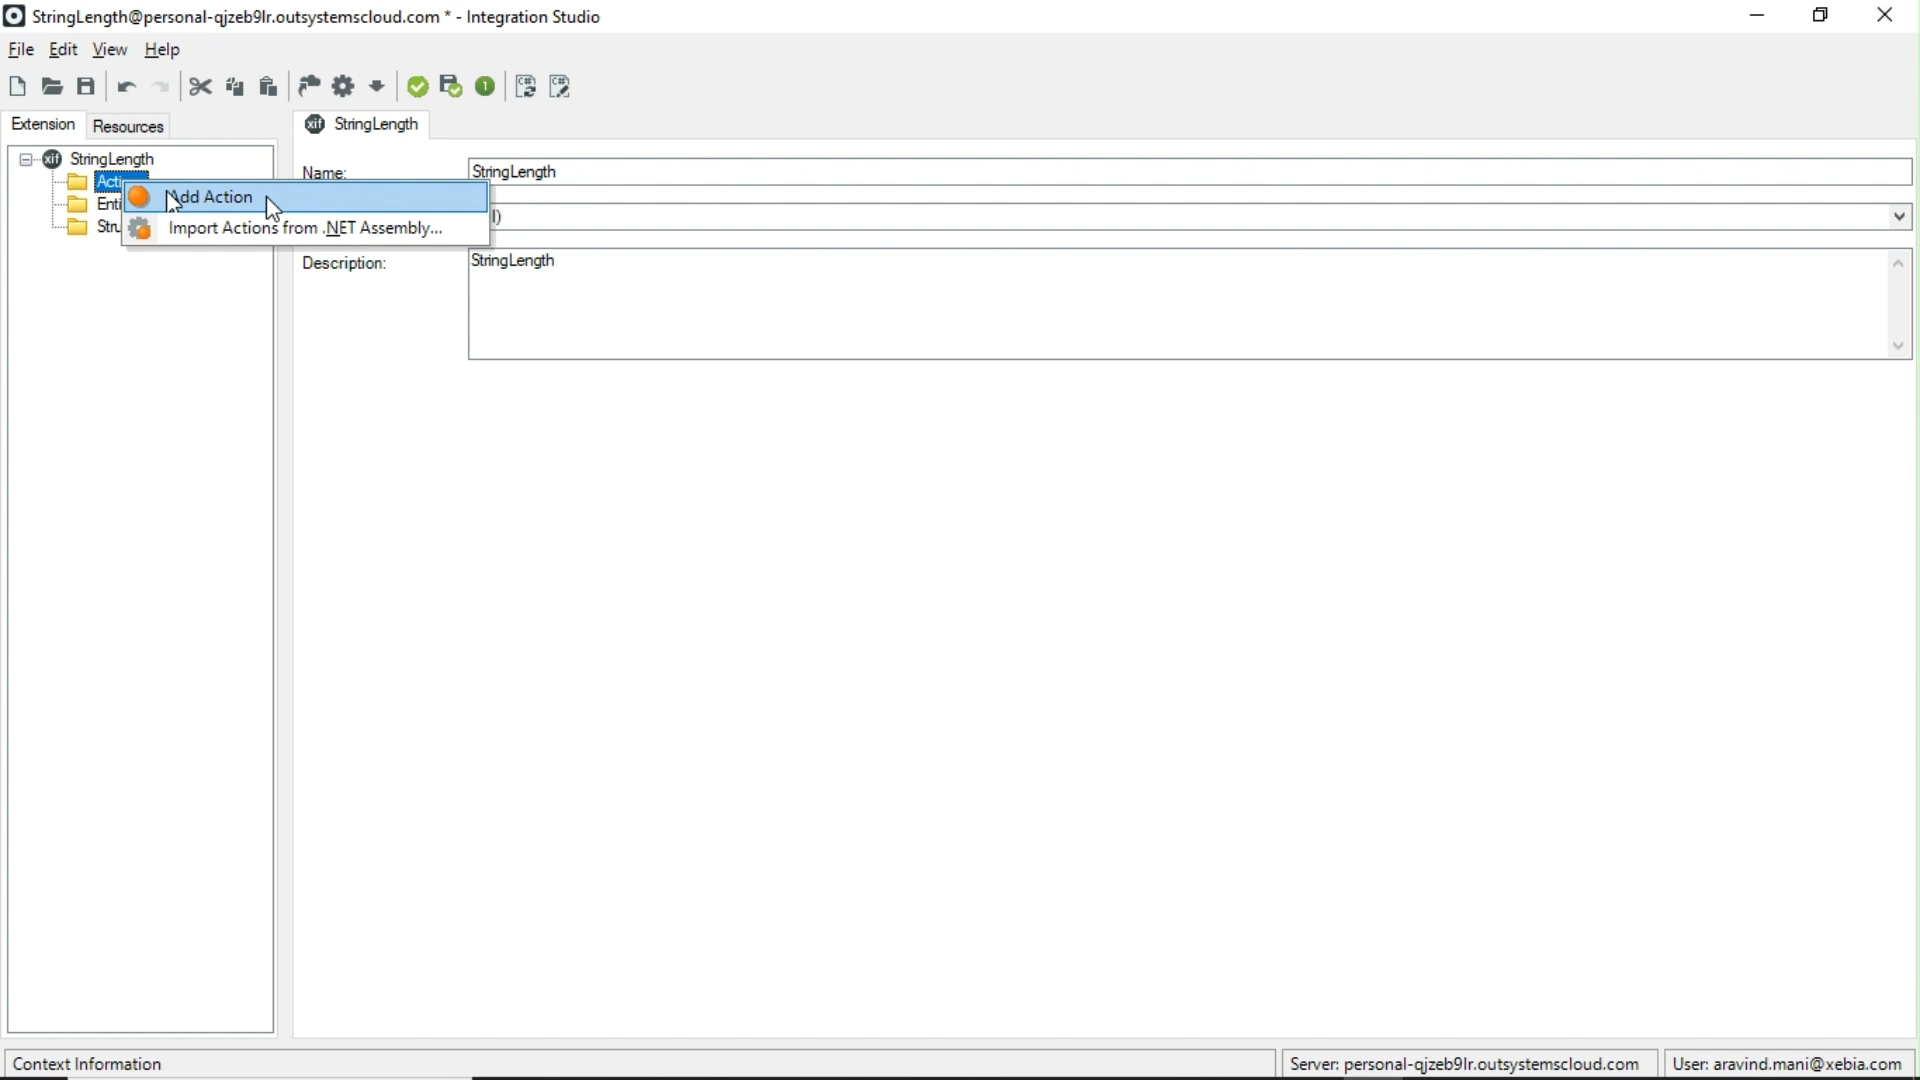 StringLength@personal-qjzeb9lr.outsystemscloud.com * - Integration Studio
File Edit View Help
Extension Resources
StringLength
StringLength
Name:
StringLength
Add Action
Import Actions from .NET Assembly...
Description:
StringLength
Context Information
Server: personal-qjzeb9lr.outsystemscloud.com
User: aravind.mani@xebia.com